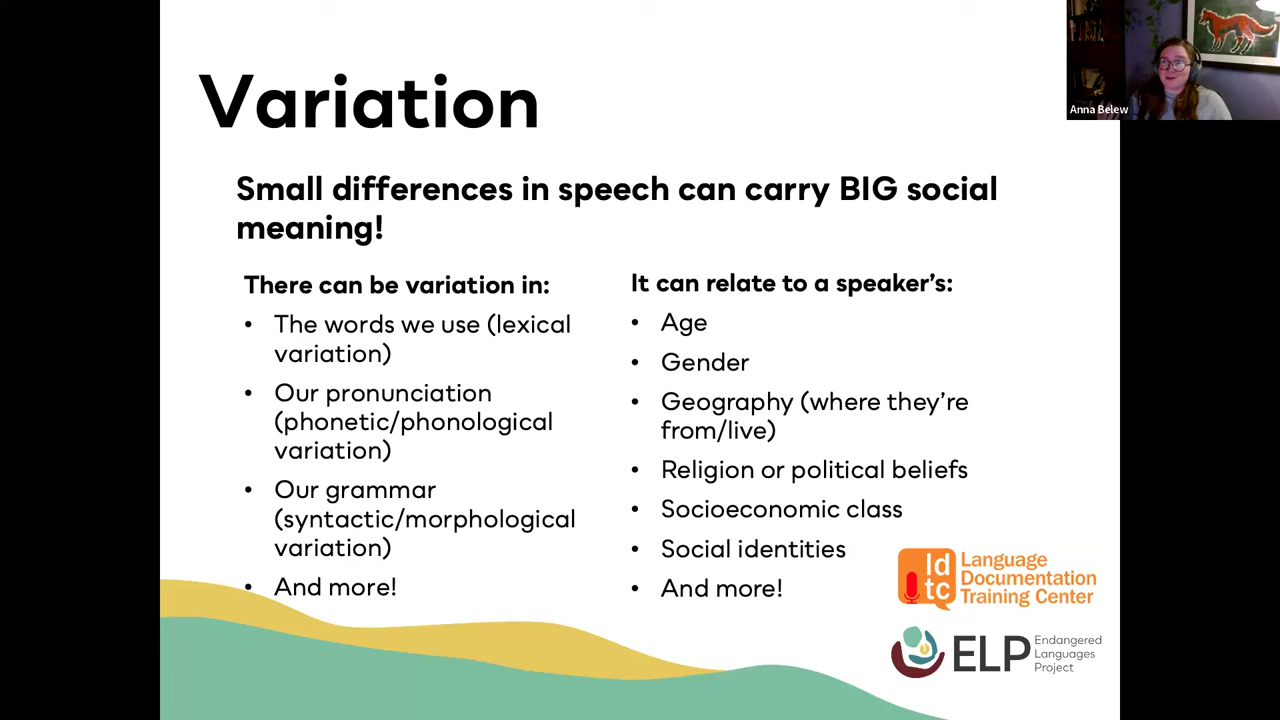 Variation
Small differences in speech can carry BIG social
meaning!
There can be variation in:
• The words we use (lexical
variation)
• Our pronunciation
(phonetic/phonological
variation)
• Our grammar
(syntactic/morphological
variation)
• And more!
It can relate to a speaker's:
• Age
• Gender
• Geography (where they're
from/live)
• Religion or political beliefs
• Socioeconomic class
• Social identities
• And more!
ld
tc
Language
Documentation
Training Center
ELP
Endangered
Languages
Project
Anna Belew